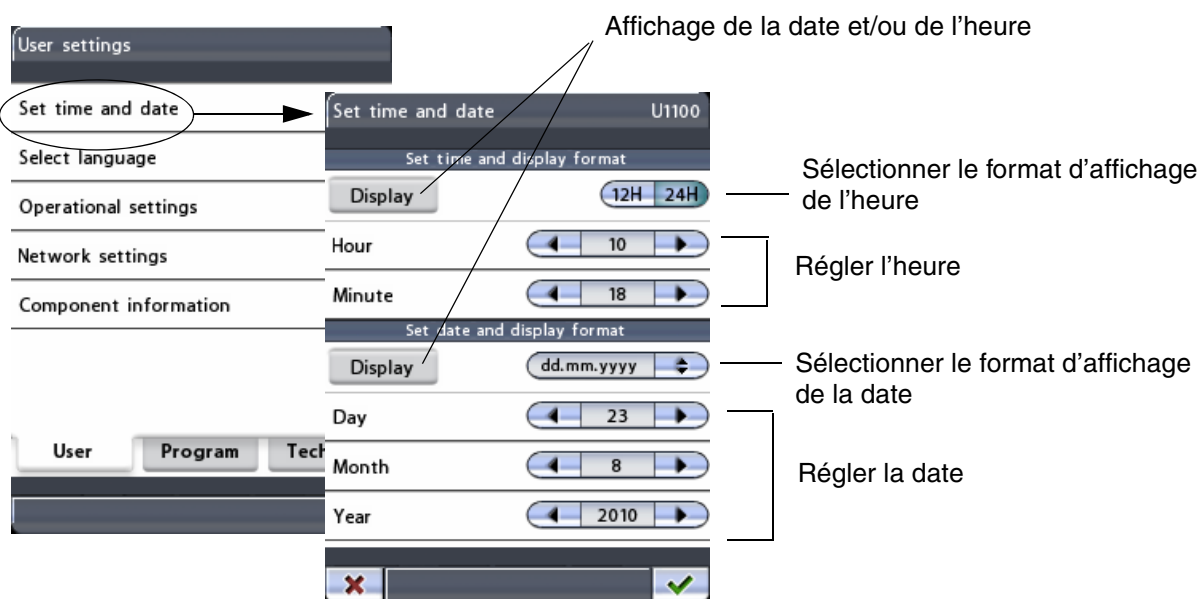 Affichage de la date et/ou de l’heure
User settings
Set time and date
Select language
Operational settings
Network settings
Component information
User Program
Set time and date U1100
Set time and display format
Display 12H 24H
Sélectionner le format d’affichage
de l’heure
Hour 10
Régler l’heure
Minute 18
Set date and display format
Display dd.mm.yyyy
Sélectionner le format d’affichage
de la date
Day 23
Month 8
Régler la date
Year 2010